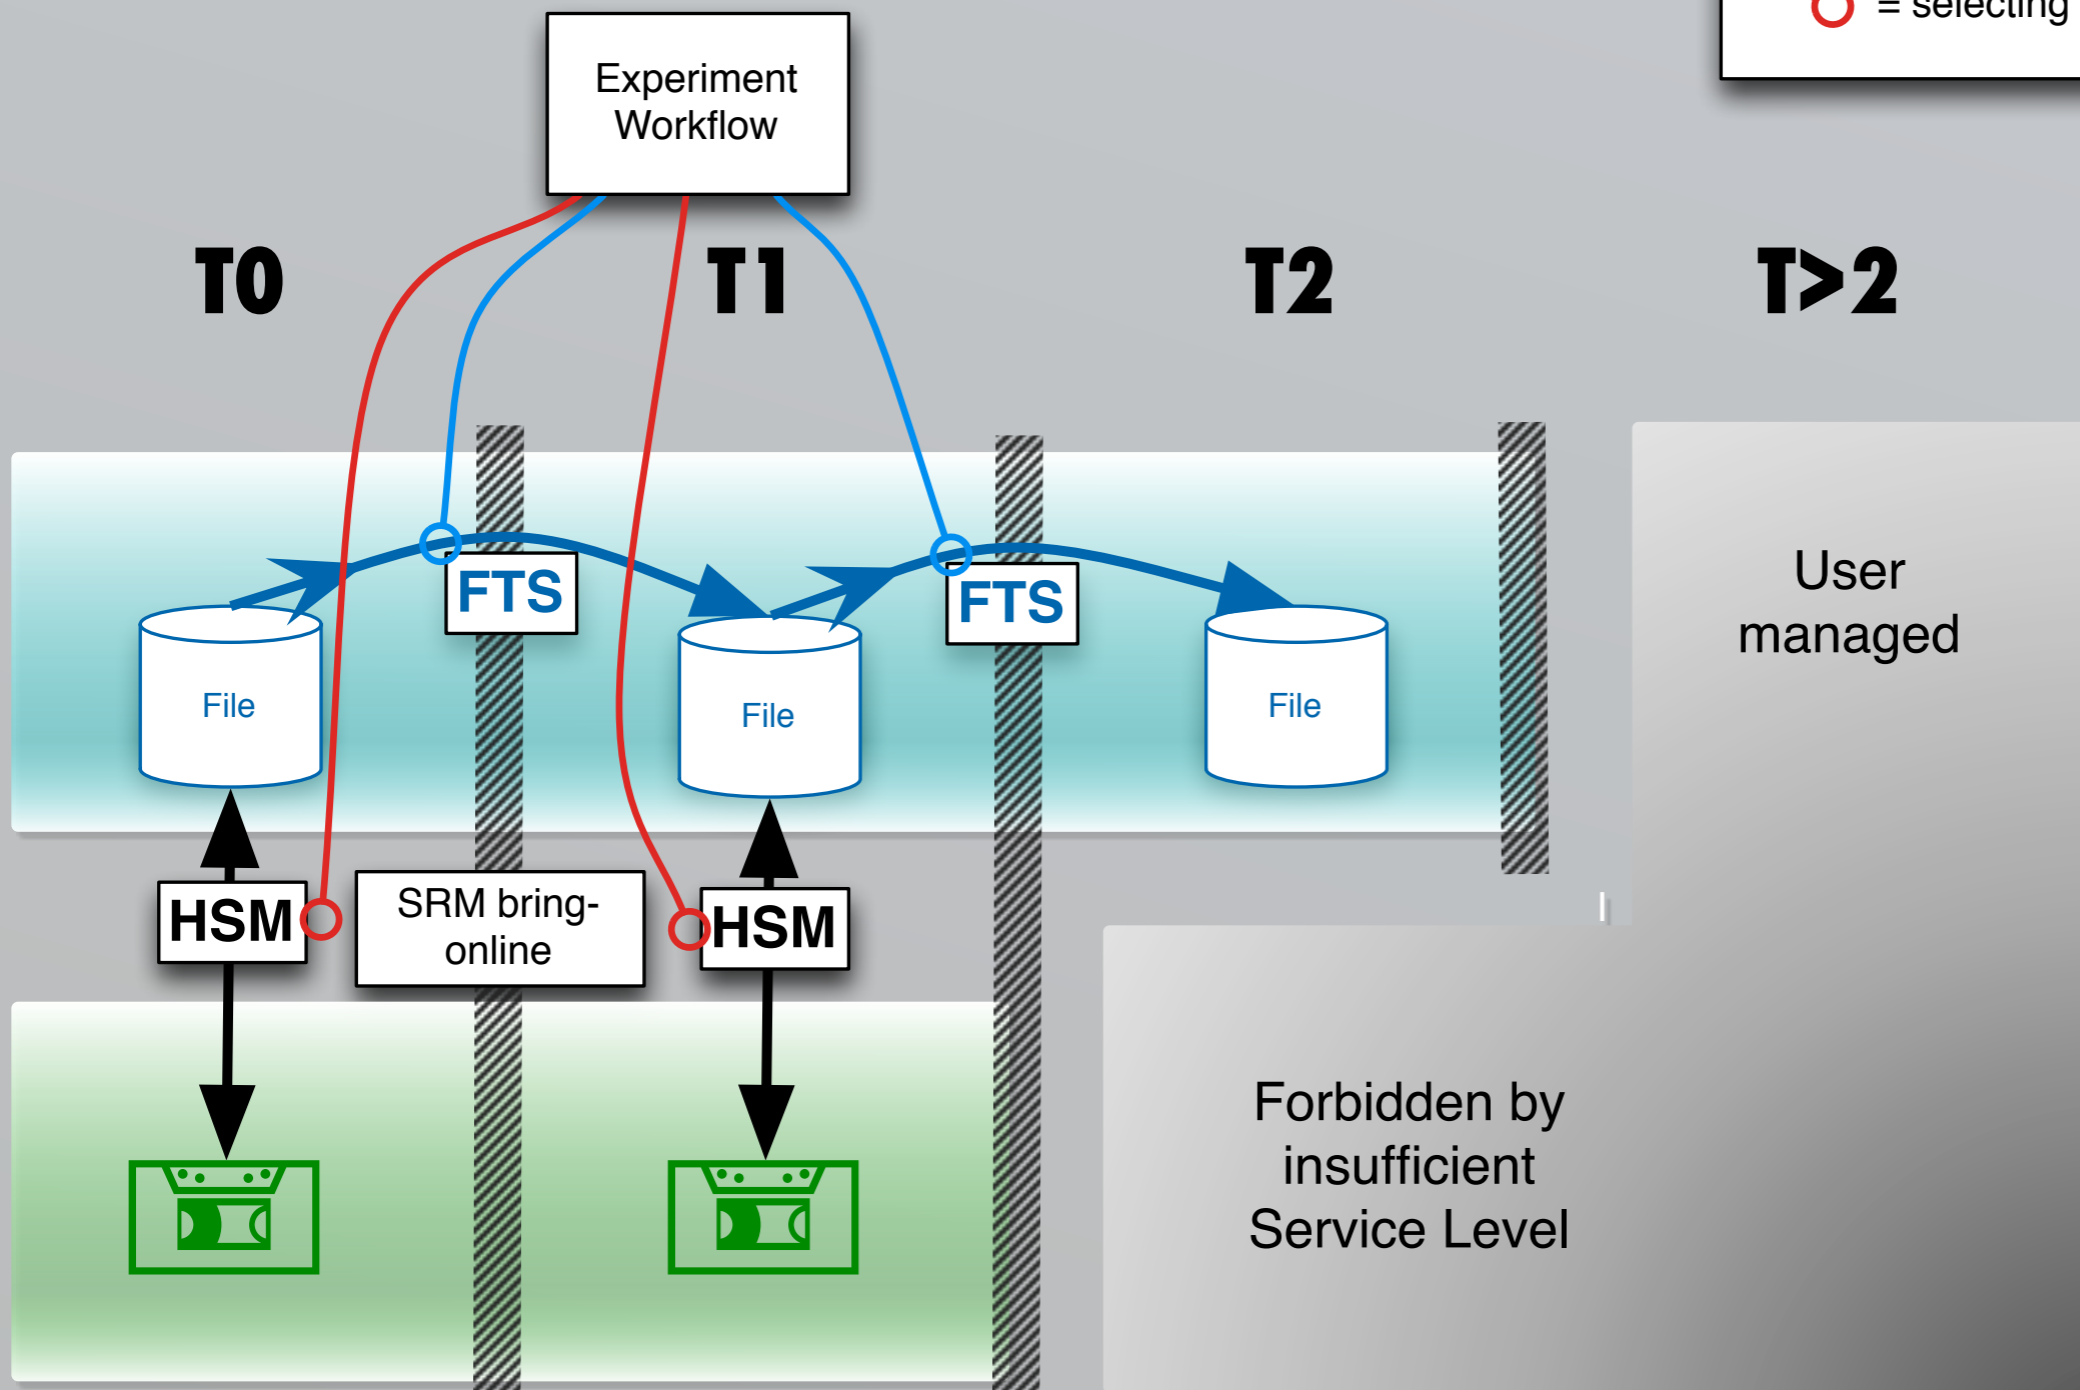 = selecting
Experiment
Workflow
T0
T1
T2
T>2
FTS
FTS
User
managed
File
File
File
HSM
SRM bring-
online
HSM
Forbidden by
insufficient
Service Level